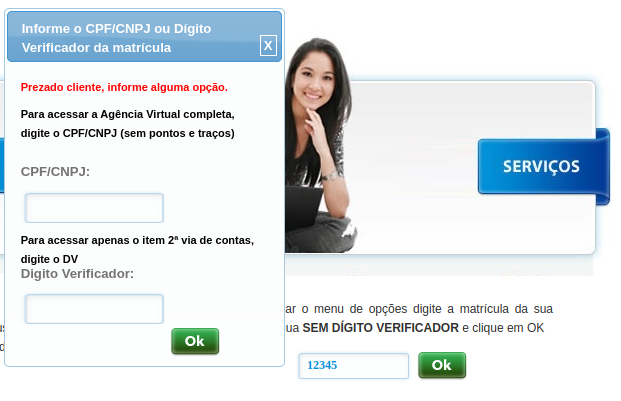 Informe o CPF/CNPJ ou Dígito
Verificador da matrícula
X
Prezado cliente, informe alguma opção.
Para acessar a Agência Virtual completa,
digite o CPF/CNPJ (sem pontos e traços)
CPF/CNPJ:
Para acessar apenas o item 2ª via de contas,
digite o DV
Digito Verificador:
Ok
SERVIÇOS
ar o menu de opções digite a matrícula da sua
ua SEM DÍGITO VERIFICADOR e clique em OK
12345
Ok